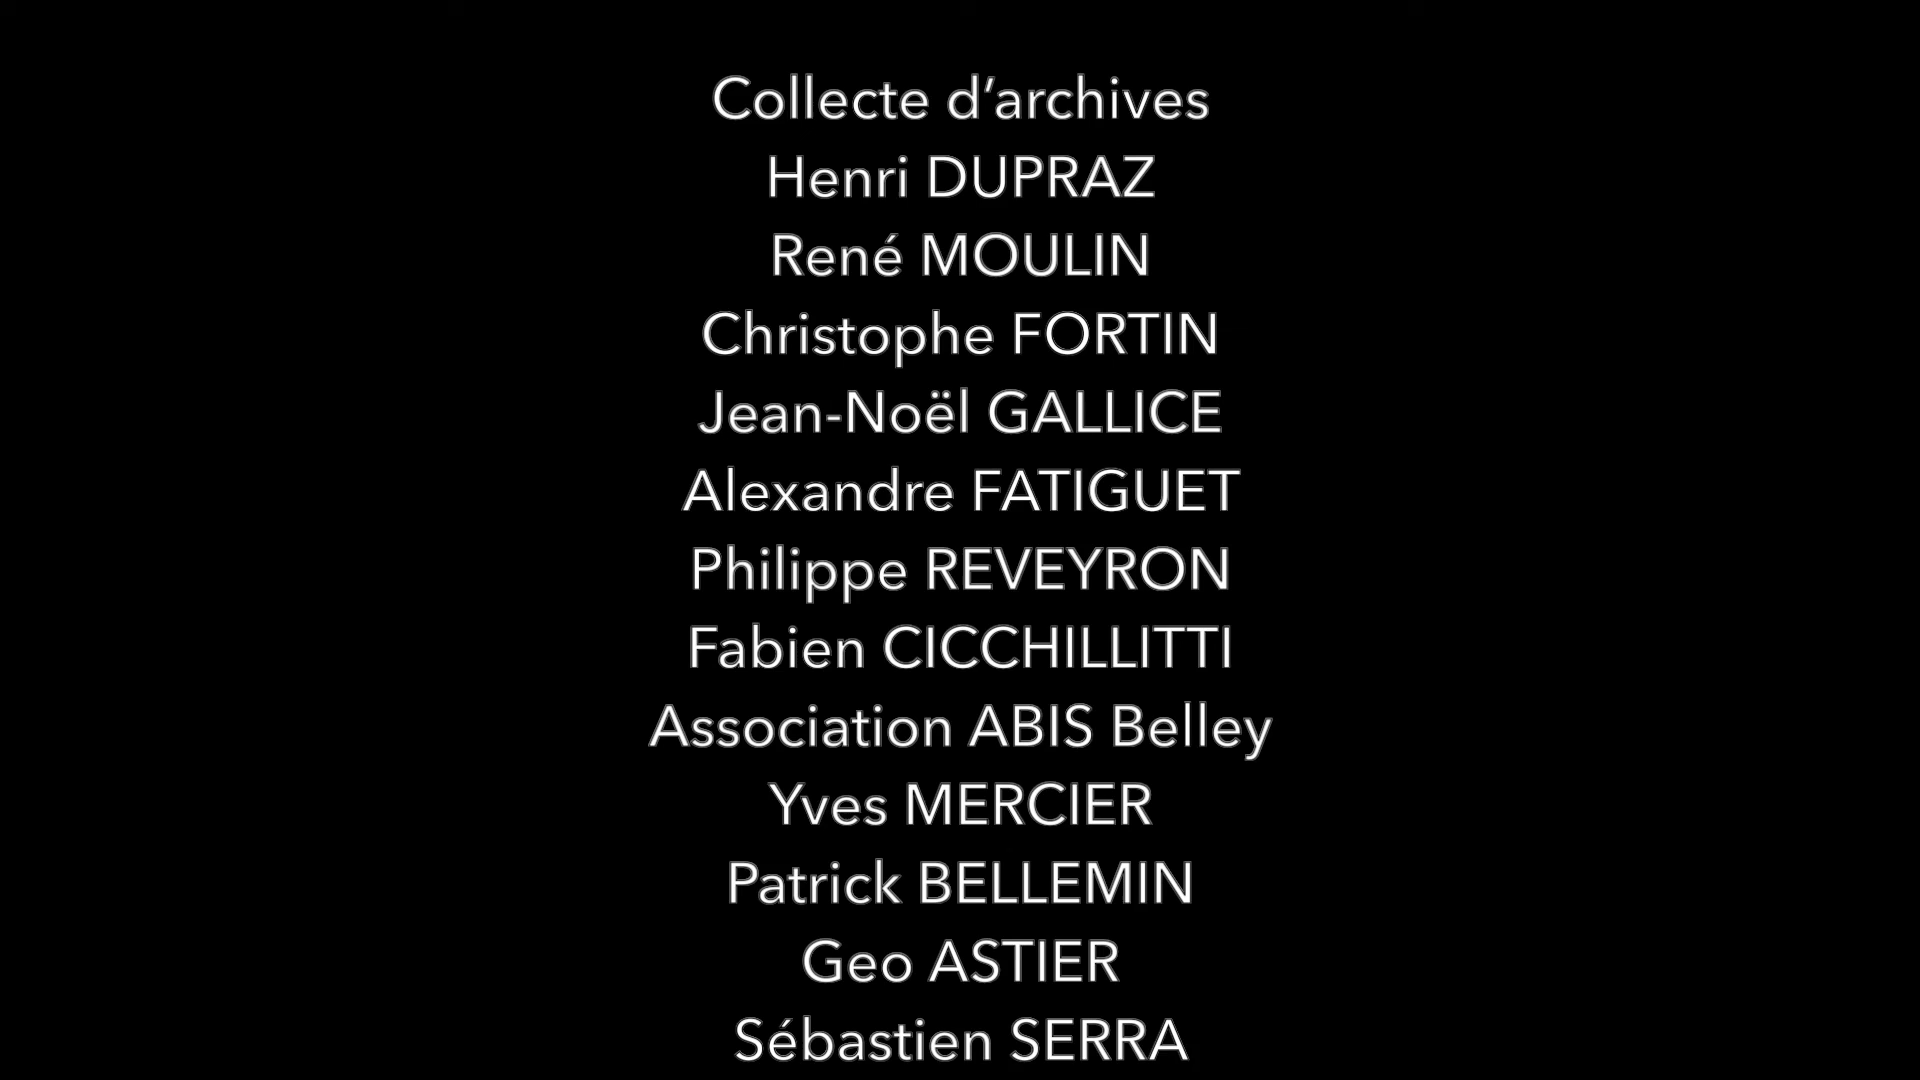 Collecte d’archives
Henri DUPRAZ
René MOULIN
Christophe FORTIN
Jean-Noël GALLICE
Alexandre FATIGUET
Philippe REVEYRON
Fabien CICCHILLITTI
Association ABIS Belley
Yves MERCIER
Patrick BELLEMIN
Geo ASTIER
Sébastien SERRA